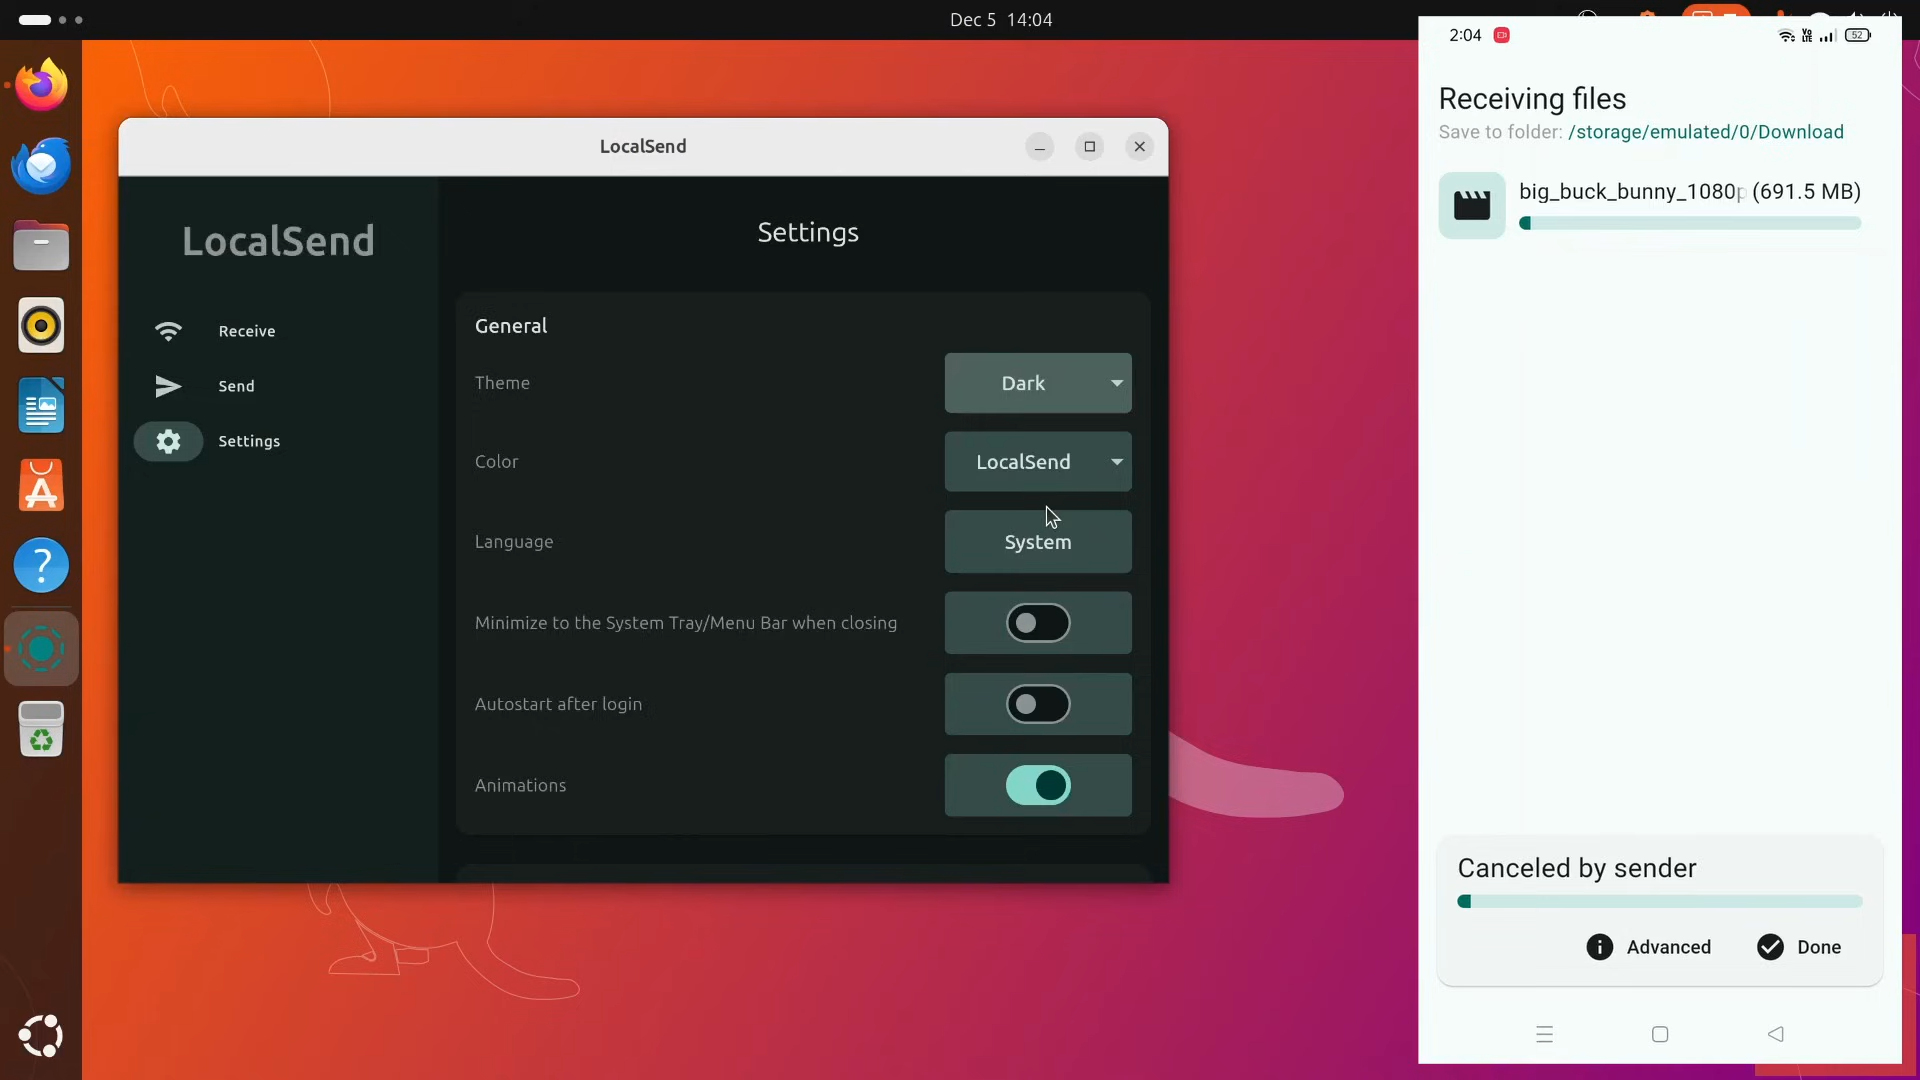 Dec 5 14:04
LocalSend
LocalSend
Receive
Send
Settings
Settings
General
Theme
Dark
Color
LocalSend
Language
System
Minimize to the System Tray/Menu Bar when closing
Autostart after login
Animations
2:04
52
Receiving files
Save to folder: /storage/emulated/0/Download
big_buck_bunny_1080p (691.5 MB)
Canceled by sender
Advanced
Done